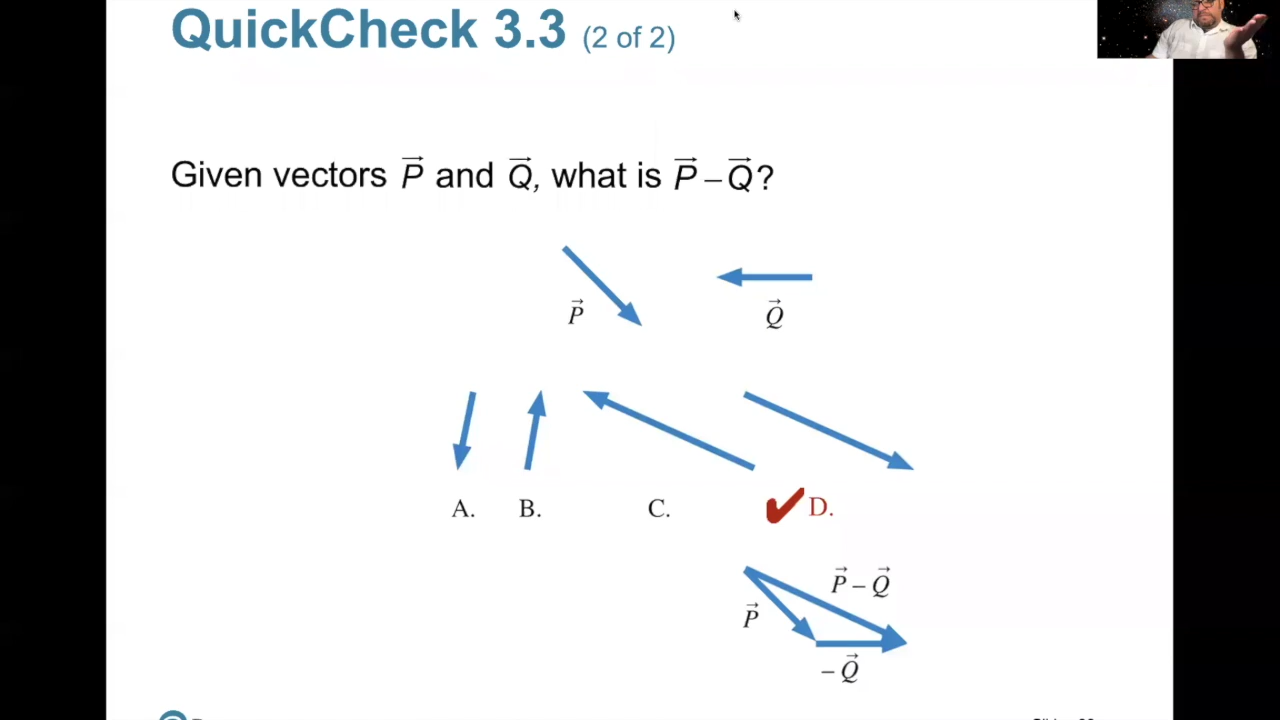 QuickCheck 3.3 (2 of 2)
Given vectors P⃗ and Q⃗, what is P⃗ – Q⃗?
P⃗
Q⃗
A. B. C. ✔ D.
P⃗ – Q⃗
P⃗
– Q⃗